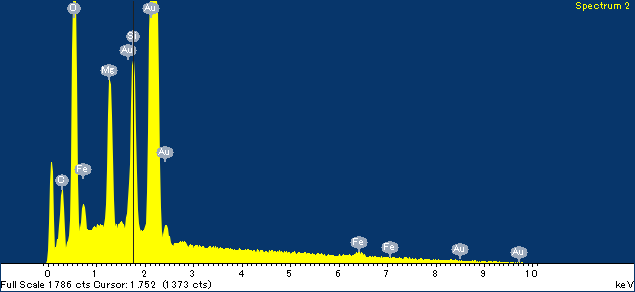 Spectrum 2
O Au
Si
Au
Mg
Au
Fe
C
Fe Fe Au Au
0 1 2 3 4 5 6 7 8 9 10
Full Scale 1786 cts Cursor: 1.752 (1373 cts) keV